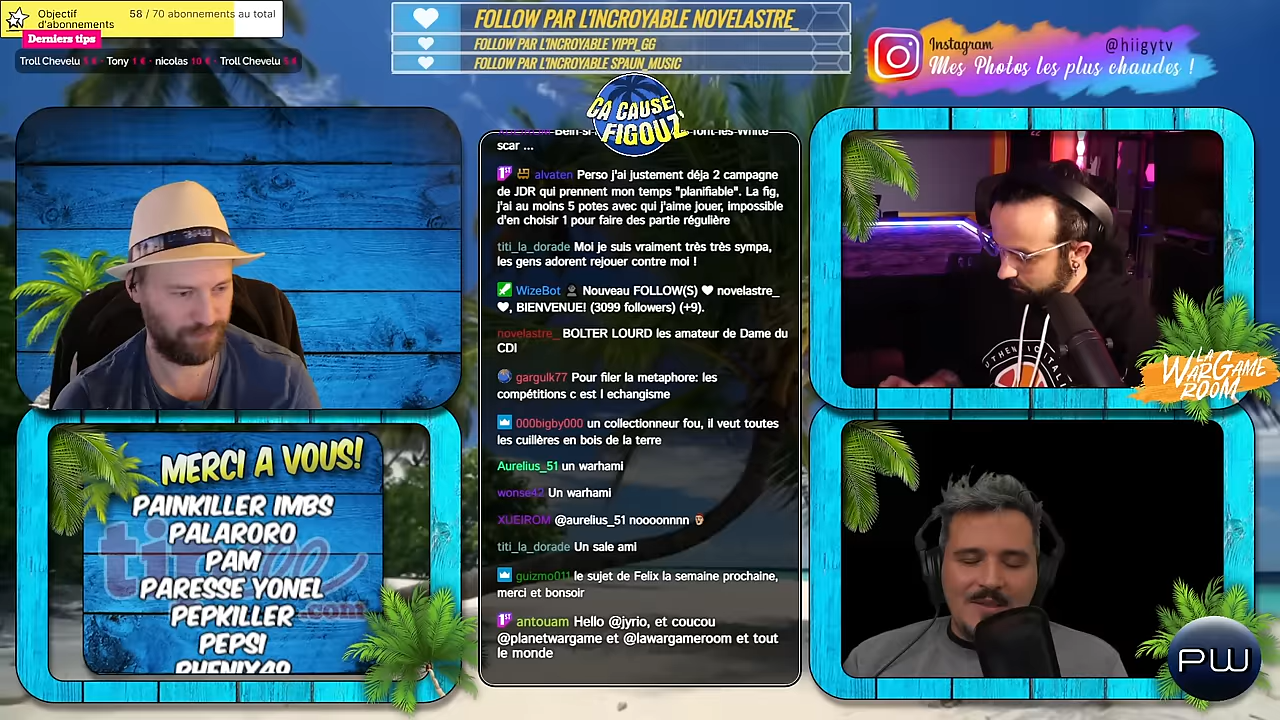 Objectif
d'abonnements
58 / 70 abonnements au total
Derniers tips
Troll Chevelu 5 € · Tony 1 € · nicolas 10 € · Troll Chevelu 5 €
FOLLOW PAR L'INCROYABLE NOVELASTRE_
FOLLOW PAR L'INCROYABLE YIPPI_GG
FOLLOW PAR L'INCROYABLE SPAUN_MUSIC
Instagram
@hiigytv
Mes Photos les plus chaudes !
ÇA CAUSE
FIGOUZ'
-font-les-White
scar ...
alvaten Perso j'ai justement déja 2 campagne
de JDR qui prennent mon temps "planifiable". La fig,
j'ai au moins 5 potes avec qui j'aime jouer, impossible
d'en choisir 1 pour faire des partie régulière
titi_la_dorade Moi je suis vraiment très très sympa,
les gens adorent rejouer contre moi !
WizeBot Nouveau FOLLOW(S) novelastre_
, BIENVENUE! (3099 followers) (+9).
novelastre_ BOLTER LOURD les amateur de Dame du
CDI
gargulk77 Pour filer la metaphore: les
compétitions c est l echangisme
000bigby000 un collectionneur fou, il veut toutes
les cuillères en bois de la terre
Aurelius_51 un warhami
wonse42 Un warhami
XUEIROM @aurelius_51 noooonnnn
titi_la_dorade Un sale ami
guizmo011 le sujet de Felix la semaine prochaine,
merci et bonsoir
antouam Hello @jyrio, et coucou
@planetwargame et @lawargameroom et tout
le monde
LA
WARGAME
ROOM
MERCI A VOUS!
PAINKILLER IMBS
PALARORO
PAM
PARESSE YONEL
PEPKILLER
PEPSI
PHENIX49
.com
PW